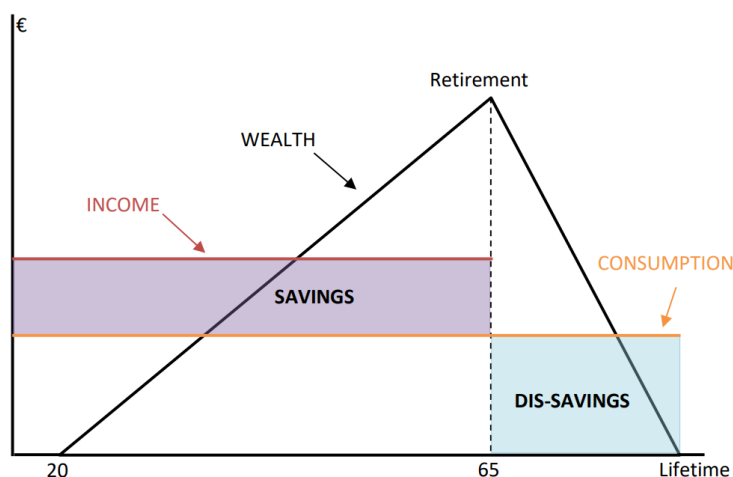 €
Retirement
WEALTH
INCOME
CONSUMPTION
SAVINGS
DIS-SAVINGS
20
65
Lifetime